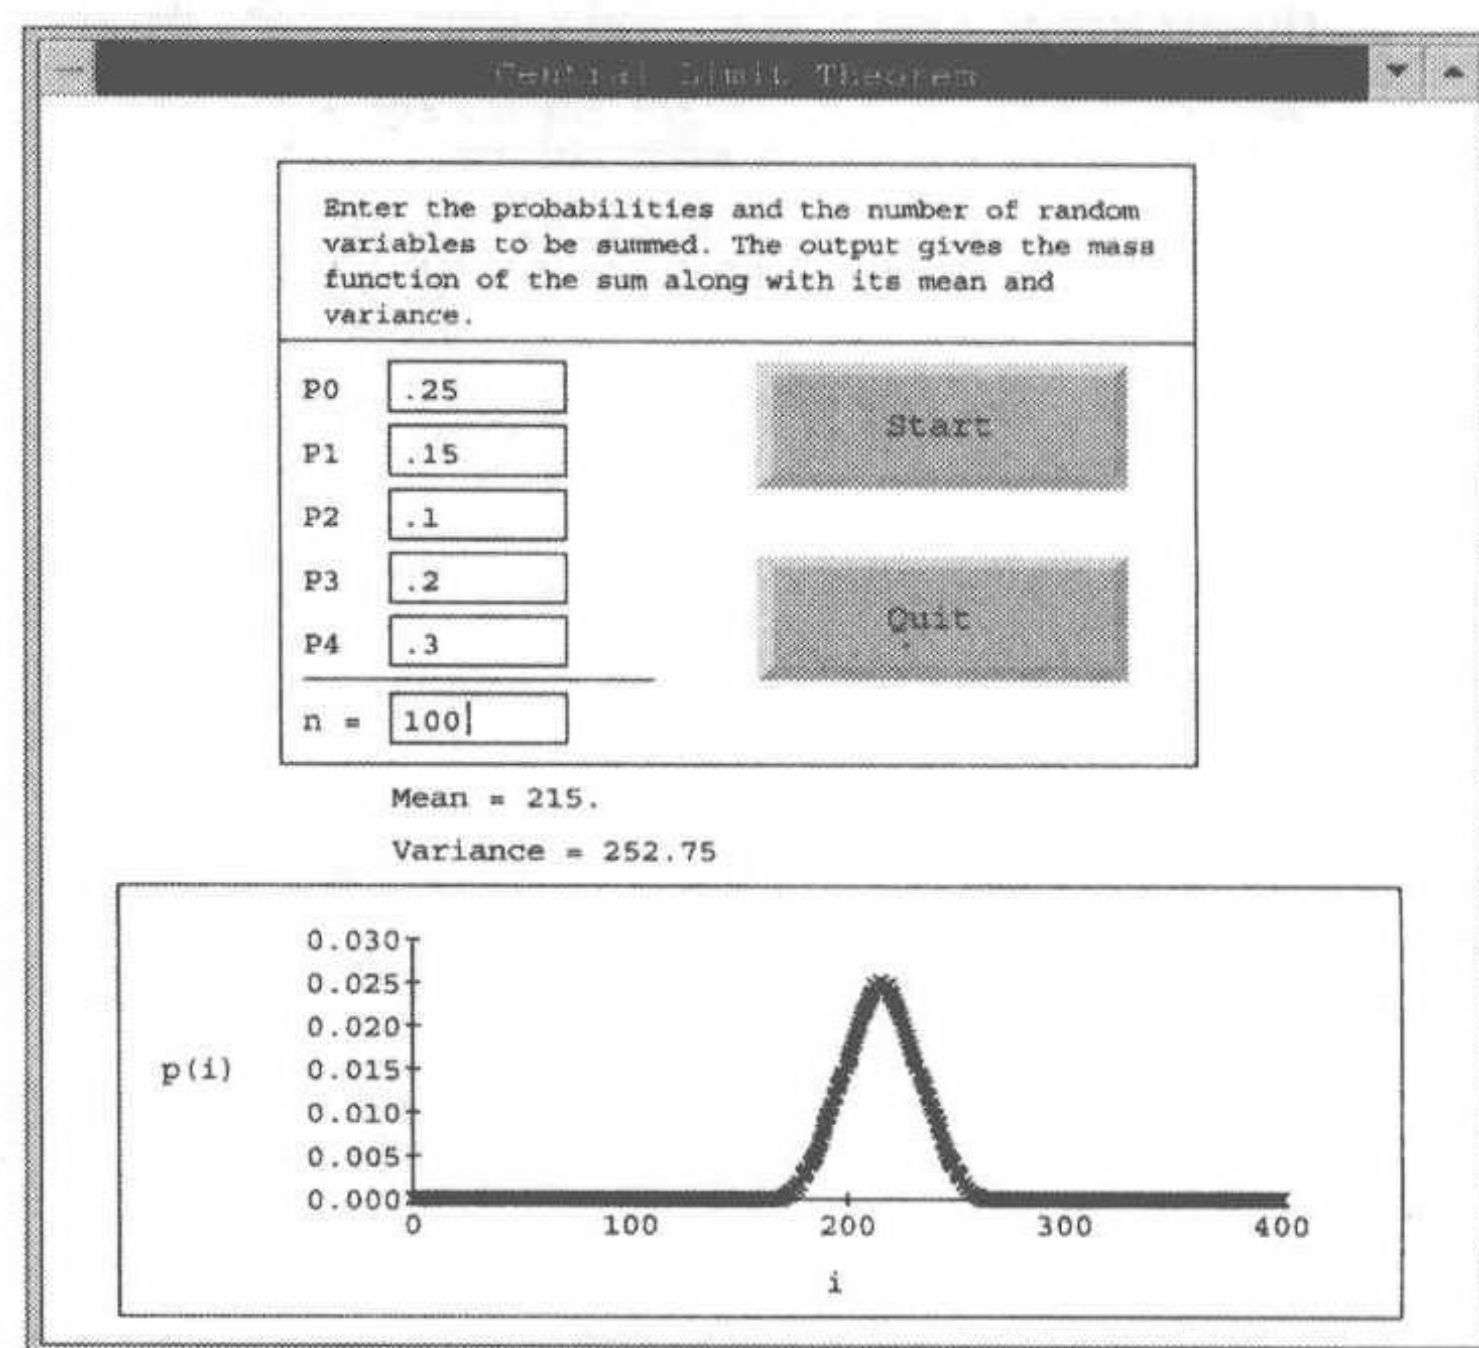 Central Limit Theorem
Enter the probabilities and the number of random
variables to be summed. The output gives the mass
function of the sum along with its mean and
variance.
P0 .25
P1 .15
P2 .1
P3 .2
P4 .3
n = 100
Start
Quit
Mean = 215.
Variance = 252.75
0.030
0.025
0.020
p(i) 0.015
0.010
0.005
0.000
0 100 200 300 400
i